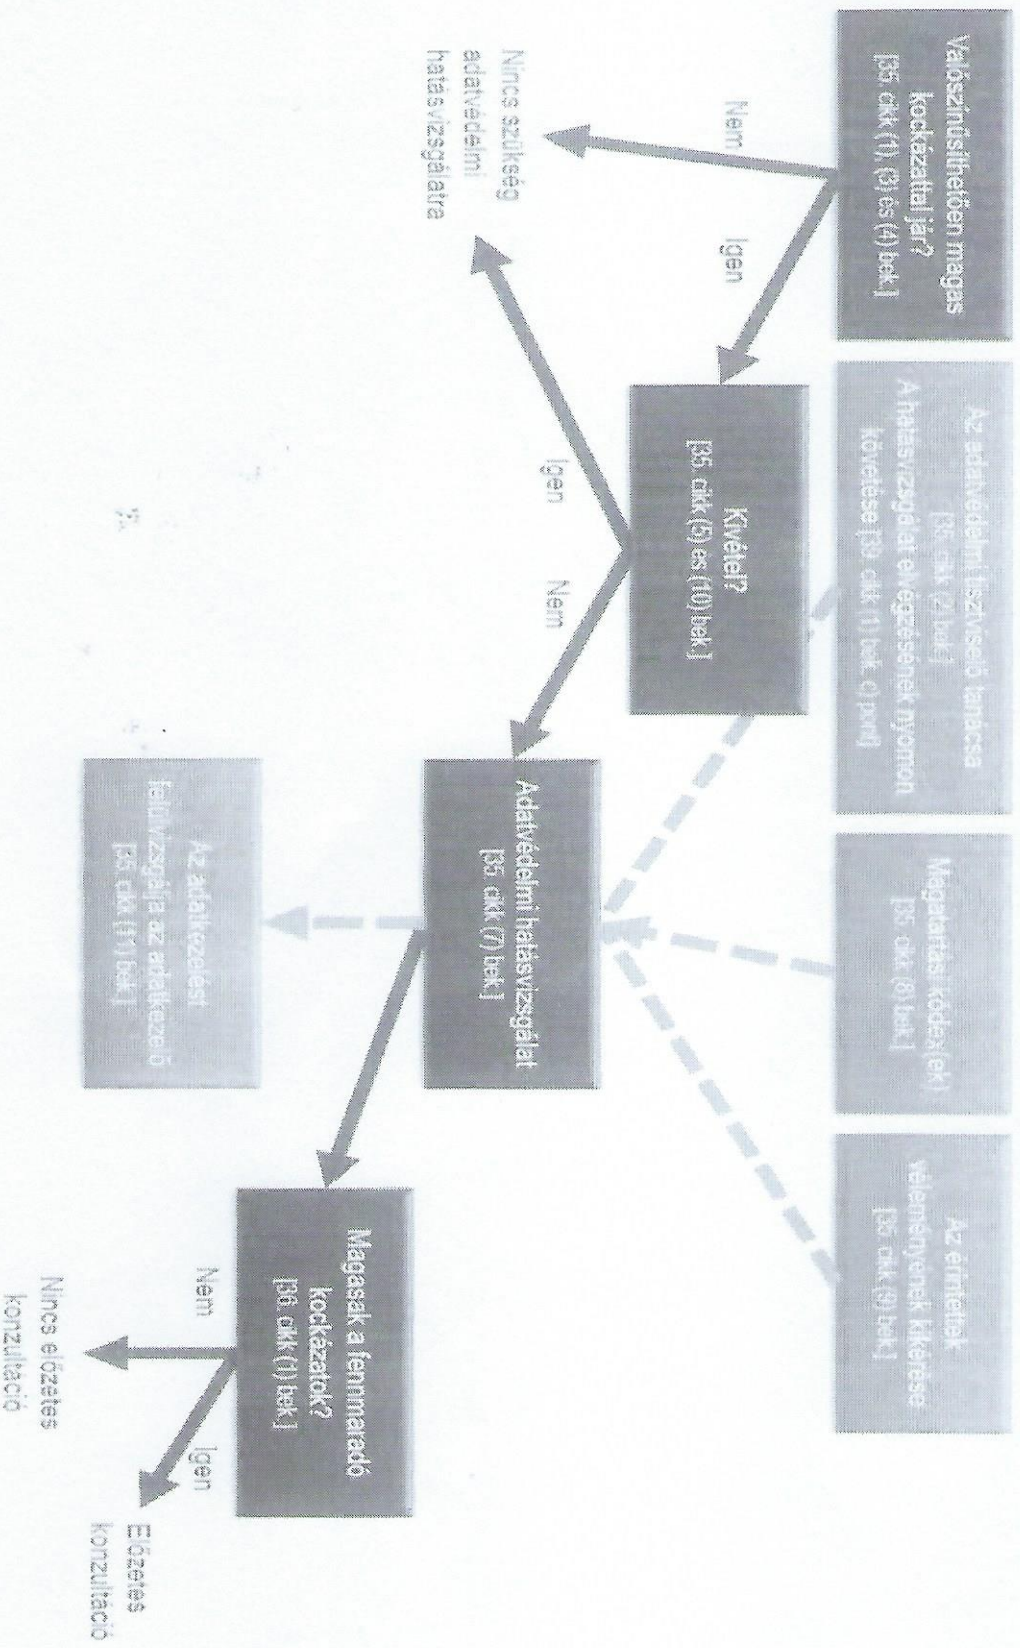 Valószínűsíthetően magas
kockázattal jár?
[35. cikk (1), (3) és (4) bek.]
Az adatvédelmi tisztviselő tanácsa
[35. cikk (2) bek.]
A hatásvizsgálat elvégzésének nyomon
követése [39. cikk (1) bek. c) pont]
Magatartási kódex(ek)
[35. cikk (8) bek.]
Az érintettek
véleményének kikérése
[35. cikk (9) bek.]
Nem
Igen
Kivétel?
[35. cikk (5) és (10) bek.]
Nincs szükség
adatvédelmi
hatásvizsgálatra
Igen
Nem
Adatvédelmi hatásvizsgálat
[35. cikk (7) bek.]
Az adatkezelést
felülvizsgálja az adatkezelő
[35. cikk (11) bek.]
Magasak a fennmaradó
kockázatok?
[36. cikk (1) bek.]
Nem
Igen
Nincs előzetes
konzultáció
Előzetes
konzultáció